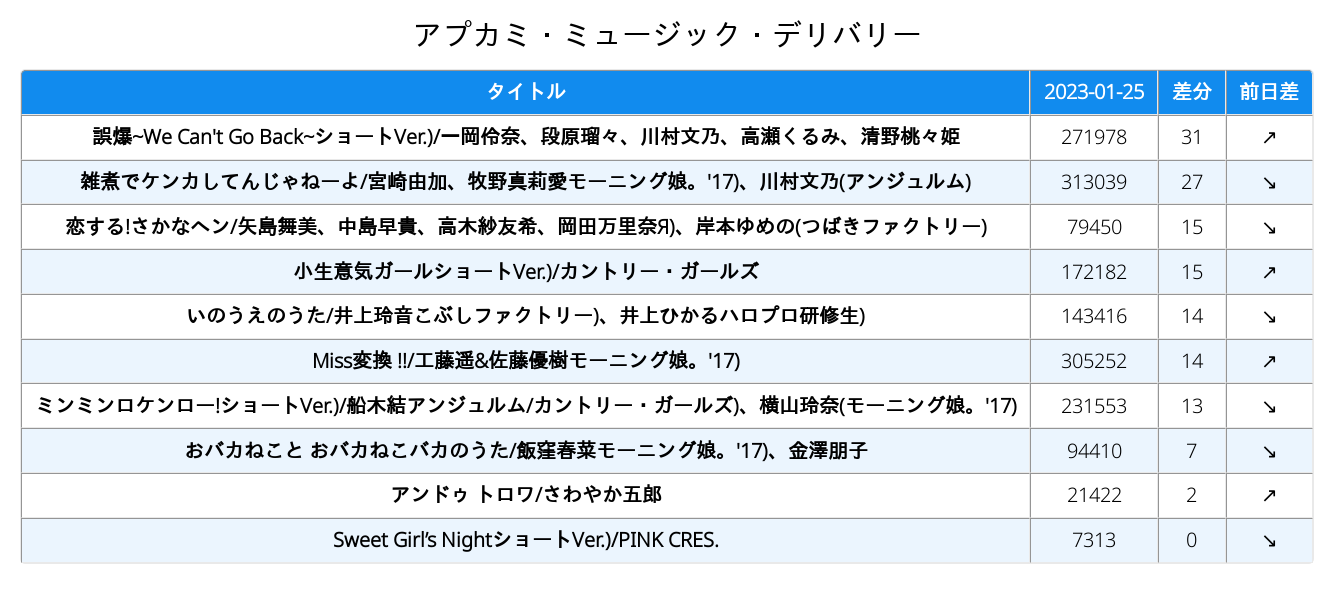 アプカミ・ミュージック・デリバリー
タイトル 2023-01-25 差分 前日差
誤爆~We Can't Go Back~ショートVer.)/一岡伶奈、段原瑠々、川村文乃、高瀬くるみ、清野桃々姫 271978 31 ↗
雑煮でケンカしてんじゃねーよ/宮崎由加、牧野真莉愛モーニング娘。'17)、川村文乃(アンジュルム) 313039 27 ↘
恋する!さかなヘン/矢島舞美、中島早貴、高木紗友希、岡田万里奈Я)、岸本ゆめの(つばきファクトリー) 79450 15 ↘
小生意気ガールショートVer.)/カントリー・ガールズ 172182 15 ↗
いのうえのうた/井上玲音こぶしファクトリー)、井上ひかるハロプロ研修生) 143416 14 ↘
Miss変換 !!/工藤遥&佐藤優樹モーニング娘。'17) 305252 14 ↗
ミンミンロケンロー!ショートVer.)/船木結アンジュルム/カントリー・ガールズ)、横山玲奈(モーニング娘。'17) 231553 13 ↘
おバカねこと おバカねこバカのうた/飯窪春菜モーニング娘。'17)、金澤朋子 94410 7 ↘
アンドゥ トロワ/さわやか五郎 21422 2 ↗
Sweet Girl’s NightショートVer.)/PINK CRES. 7313 0 ↘